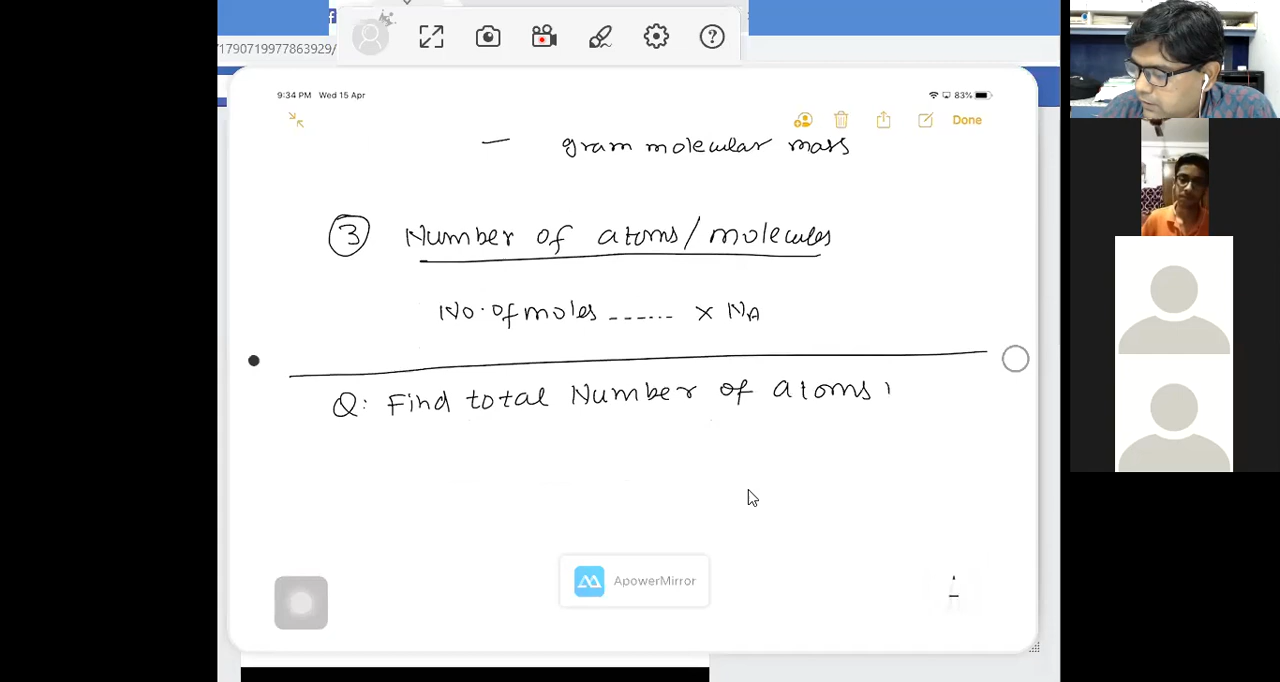 1790719977863929/
9:34 PM Wed 15 Apr
83%
Done
— gram molecular mass
3 Number of atoms/molecules
No. of moles ------ × NA
Q: Find total Number of atoms
ApowerMirror